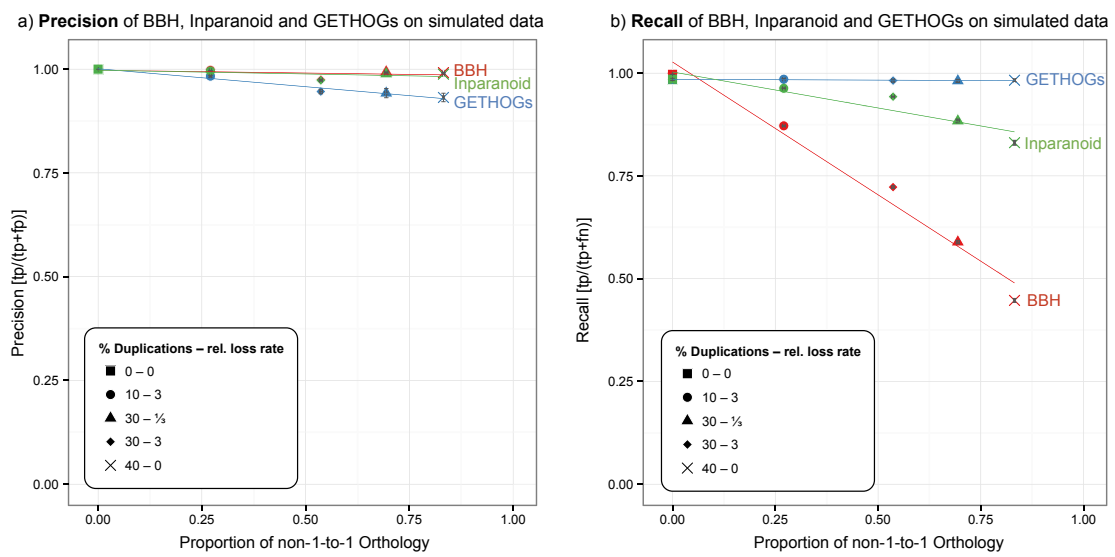 a) Precision of BBH, Inparanoid and GETHOGs on simulated data
Precision [tp/(tp+fp)]
1.00
0.75
0.50
0.25
0.00
BBH
Inparanoid
GETHOGs
% Duplications – rel. loss rate
0 – 0
10 – 3
30 – ⅓
30 – 3
40 – 0
0.00 0.25 0.50 0.75 1.00
Proportion of non-1-to-1 Orthology
b) Recall of BBH, Inparanoid and GETHOGs on simulated data
Recall [tp/(tp+fn)]
1.00
0.75
0.50
0.25
0.00
GETHOGs
Inparanoid
BBH
% Duplications – rel. loss rate
0 – 0
10 – 3
30 – ⅓
30 – 3
40 – 0
0.00 0.25 0.50 0.75 1.00
Proportion of non-1-to-1 Orthology